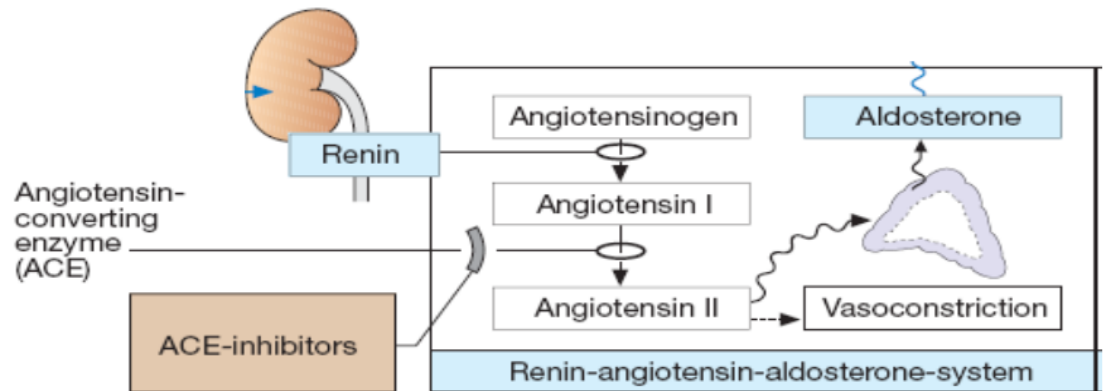 Angiotensinogen
Aldosterone
Renin
Angiotensin-
converting
enzyme
(ACE)
Angiotensin I
Angiotensin II
Vasoconstriction
ACE-inhibitors
Renin-angiotensin-aldosterone-system